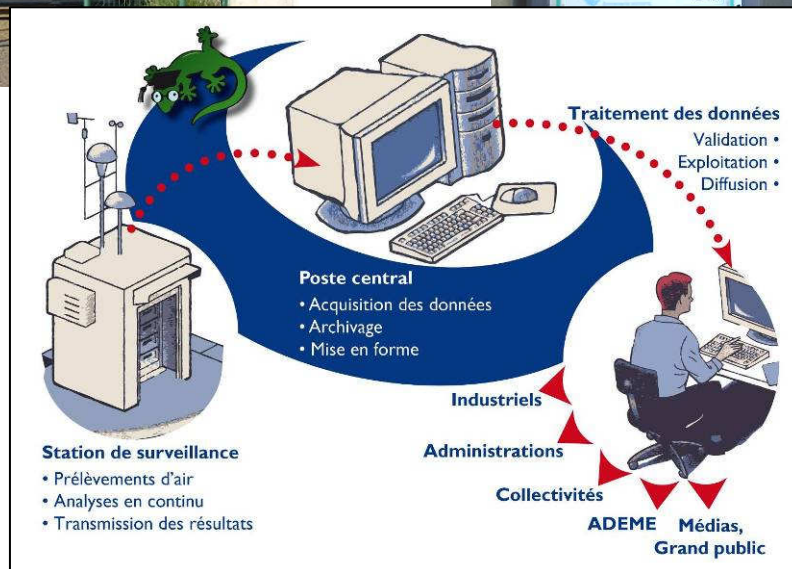 Traitement des données
Validation •
Exploitation •
Diffusion •
Poste central
• Acquisition des données
• Archivage
• Mise en forme
Station de surveillance
• Prélèvements d'air
• Analyses en continu
• Transmission des résultats
Industriels
Administrations
Collectivités
ADEME
Médias,
Grand public